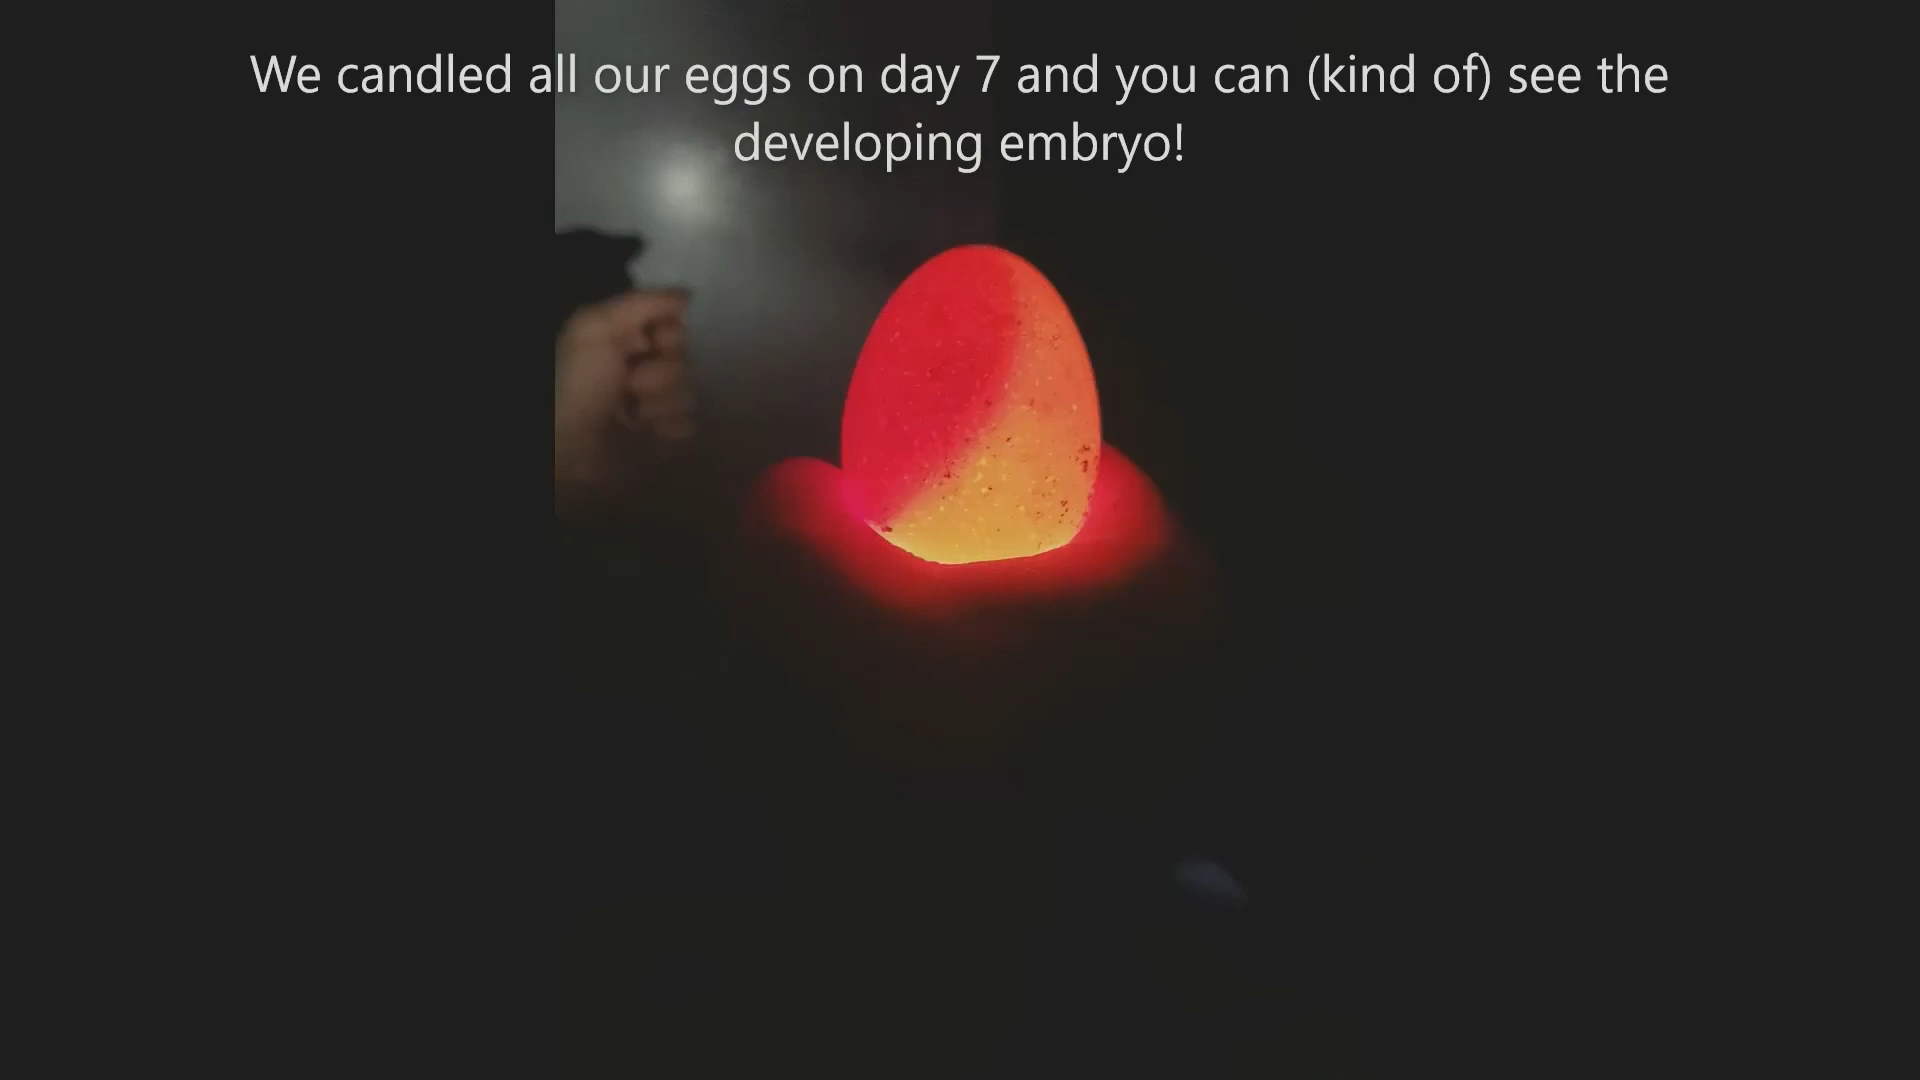 We candled all our eggs on day 7 and you can (kind of) see the
developing embryo!